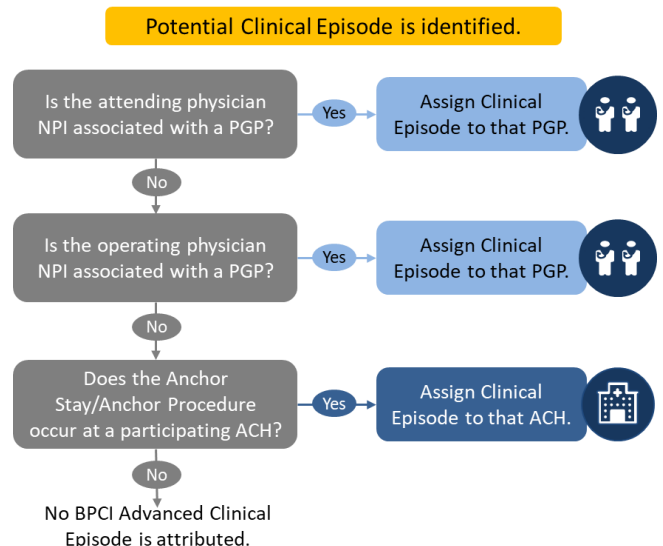 Potential Clinical Episode is identified.
Is the attending physician
NPI associated with a PGP?
Yes
Assign Clinical
Episode to that PGP.
No
Is the operating physician
NPI associated with a PGP?
Yes
Assign Clinical
Episode to that PGP.
No
Does the Anchor
Stay/Anchor Procedure
occur at a participating ACH?
Yes
Assign Clinical
Episode to that ACH.
No
No BPCI Advanced Clinical
Episode is attributed.